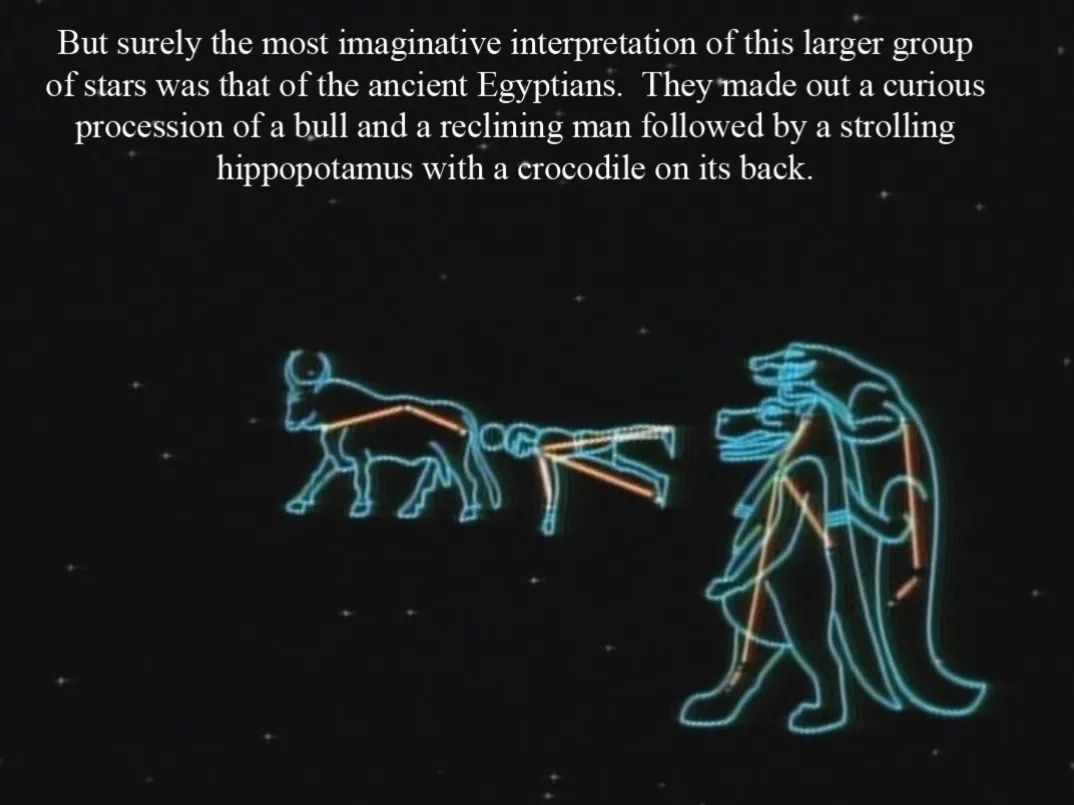 But surely the most imaginative interpretation of this larger group
of stars was that of the ancient Egyptians.  They made out a curious
procession of a bull and a reclining man followed by a strolling
hippopotamus with a crocodile on its back.